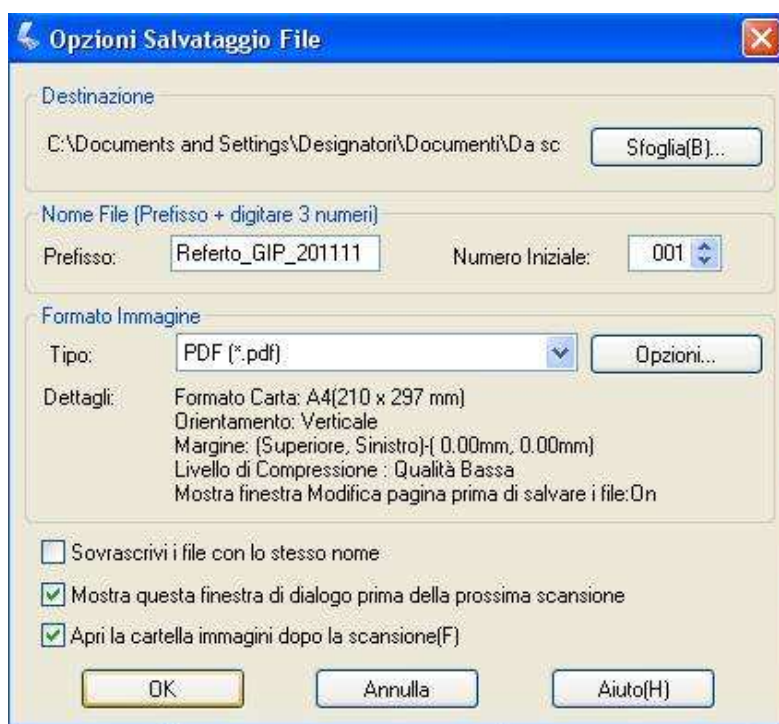 Opzioni Salvataggio File
Destinazione
C:\Documents and Settings\Designatori\Documenti\Da sc
Sfoglia(B)...
Nome File (Prefisso + digitare 3 numeri)
Prefisso: Referto_GIP_201111 Numero Iniziale: 001
Formato Immagine
Tipo: PDF (*.pdf) Opzioni...
Dettagli: Formato Carta: A4(210 x 297 mm)
Orientamento: Verticale
Margine: (Superiore, Sinistro)-( 0.00mm, 0.00mm)
Livello di Compressione : Qualità Bassa
Mostra finestra Modifica pagina prima di salvare i file:On
Sovrascrivi i file con lo stesso nome
Mostra questa finestra di dialogo prima della prossima scansione
Apri la cartella immagini dopo la scansione(F)
OK Annulla Aiuto(H)